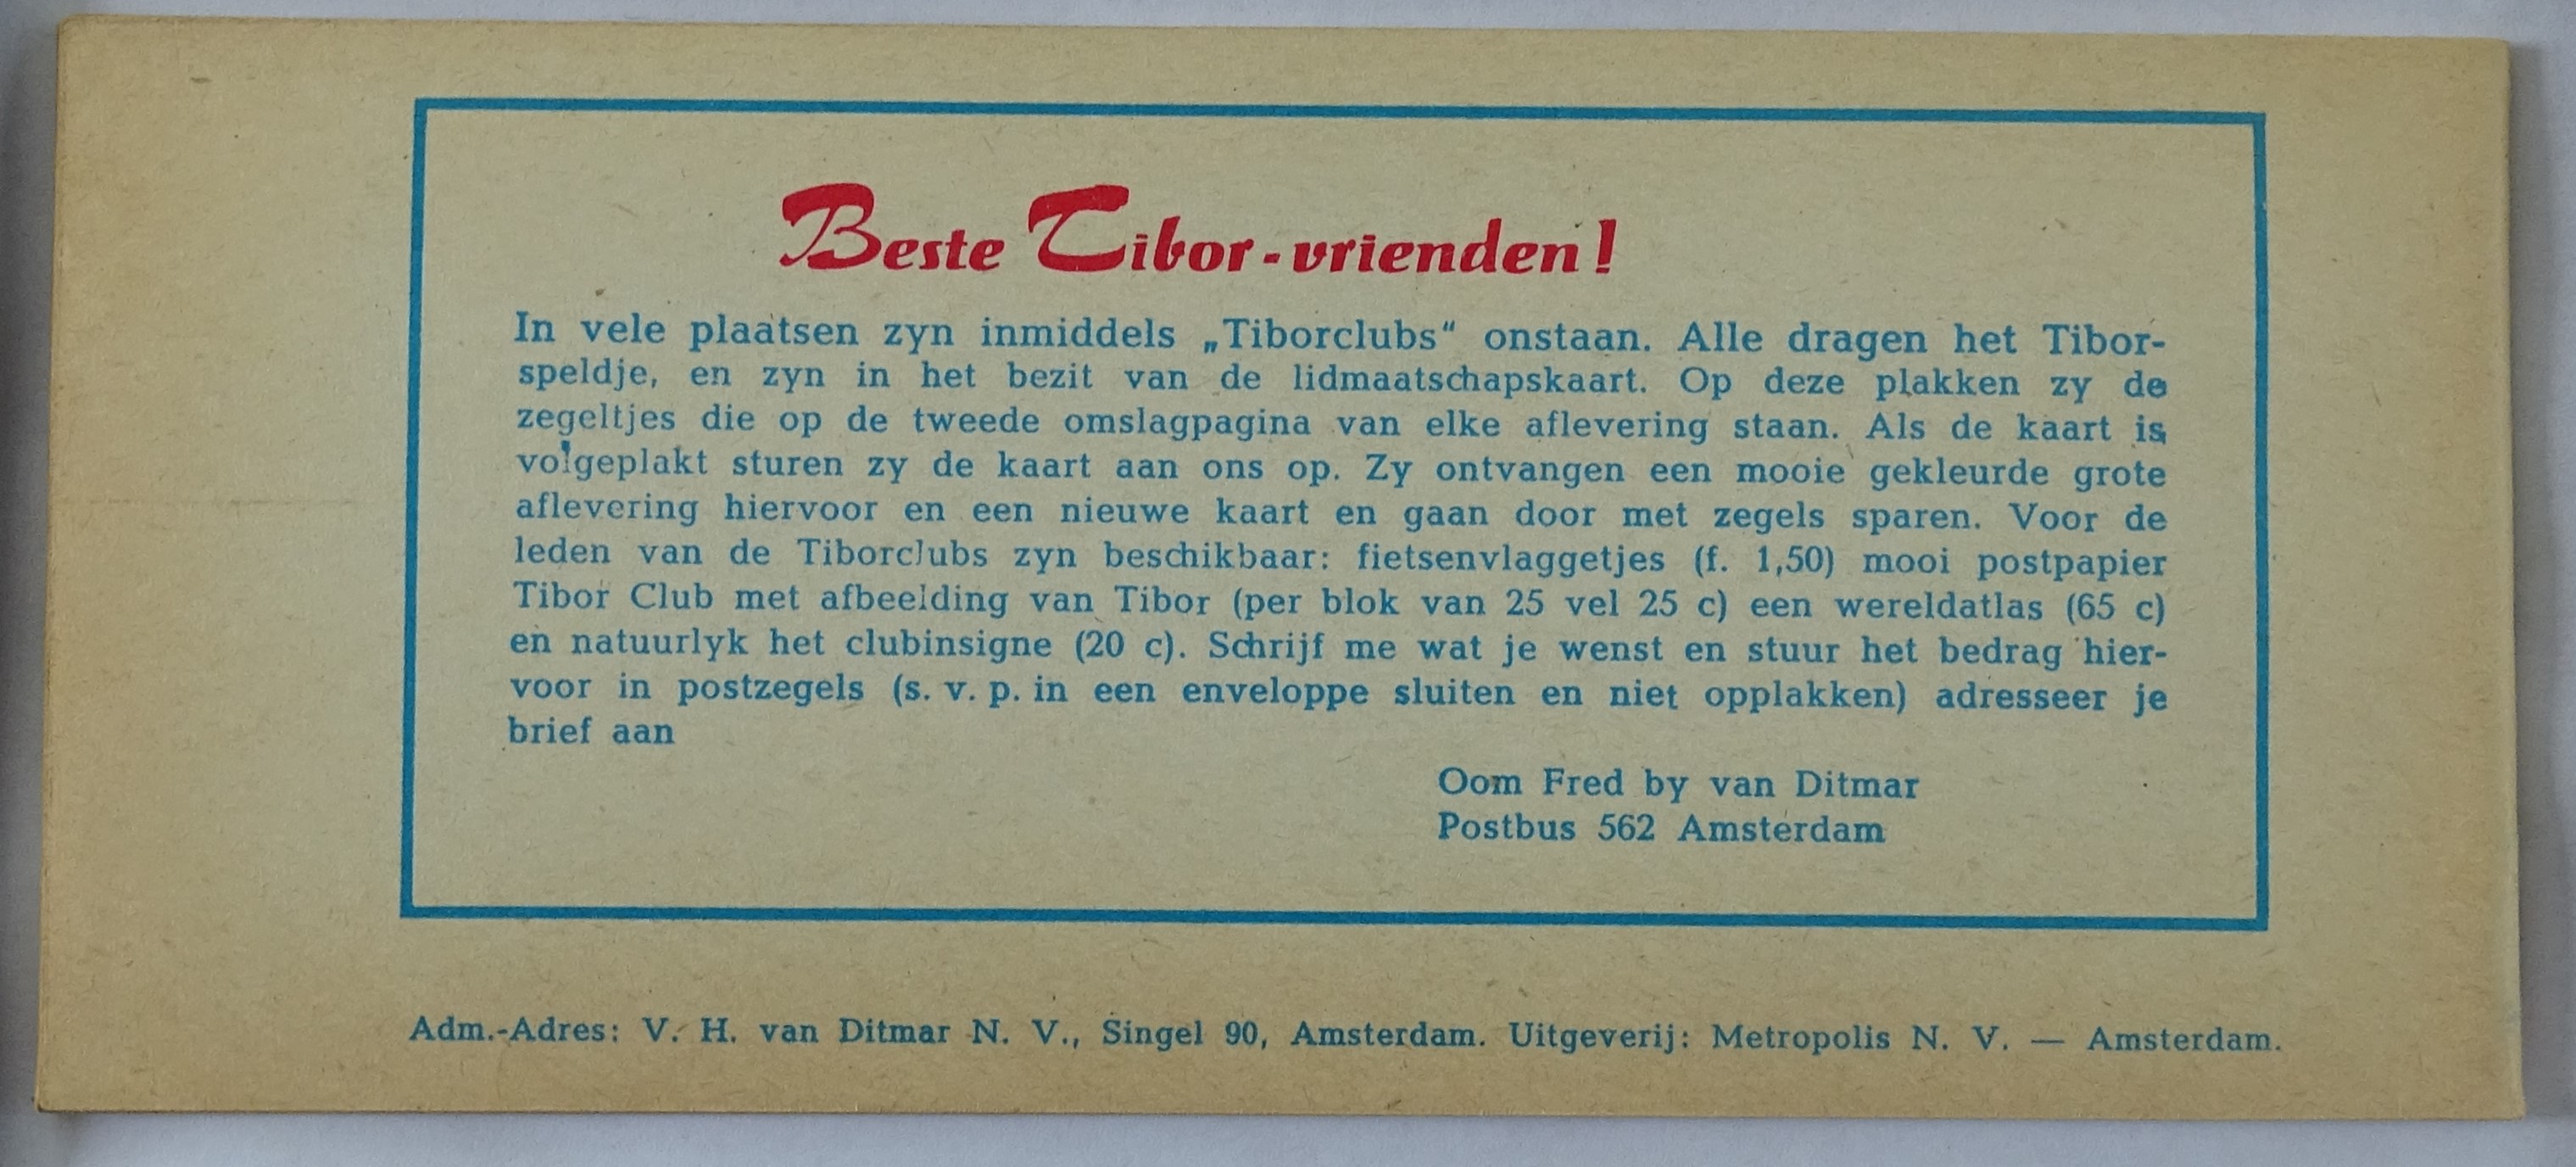 Beste Tibor-vrienden!
In vele plaatsen zyn inmiddels „Tiborclubs“ onstaan. Alle dragen het Tibor-
speldje, en zyn in het bezit van de lidmaatschapskaart. Op deze plakken zy de
zegeltjes die op de tweede omslagpagina van elke aflevering staan. Als de kaart is
volgeplakt sturen zy de kaart aan ons op. Zy ontvangen een mooie gekleurde grote
aflevering hiervoor en een nieuwe kaart en gaan door met zegels sparen. Voor de
leden van de Tiborclubs zyn beschikbaar: fietsenvlaggetjes (f. 1,50) mooi postpapier
Tibor Club met afbeelding van Tibor (per blok van 25 vel 25 c) een wereldatlas (65 c)
en natuurlyk het clubinsigne (20 c). Schrijf me wat je wenst en stuur het bedrag hier-
voor in postzegels (s. v. p. in een enveloppe sluiten en niet opplakken) adresseer je
brief aan
Oom Fred by van Ditmar
Postbus 562 Amsterdam
Adm.-Adres: V. H. van Ditmar N. V., Singel 90, Amsterdam. Uitgeverij: Metropolis N. V. — Amsterdam.